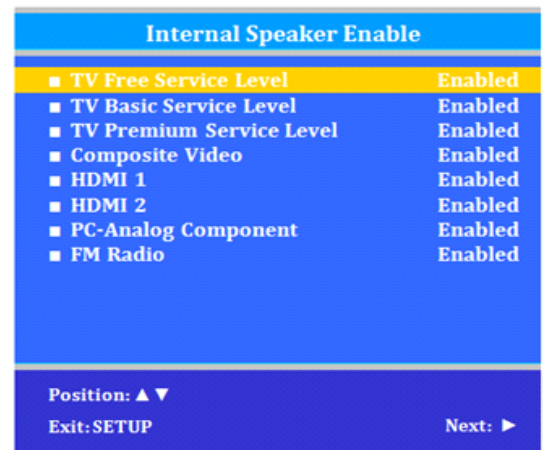 Internal Speaker Enable
■ TV Free Service Level Enabled
■ TV Basic Service Level Enabled
■ TV Premium Service Level Enabled
■ Composite Video Enabled
■ HDMI 1 Enabled
■ HDMI 2 Enabled
■ PC-Analog Component Enabled
■ FM Radio Enabled
Position: ▲ ▼
Exit: SETUP Next: ►